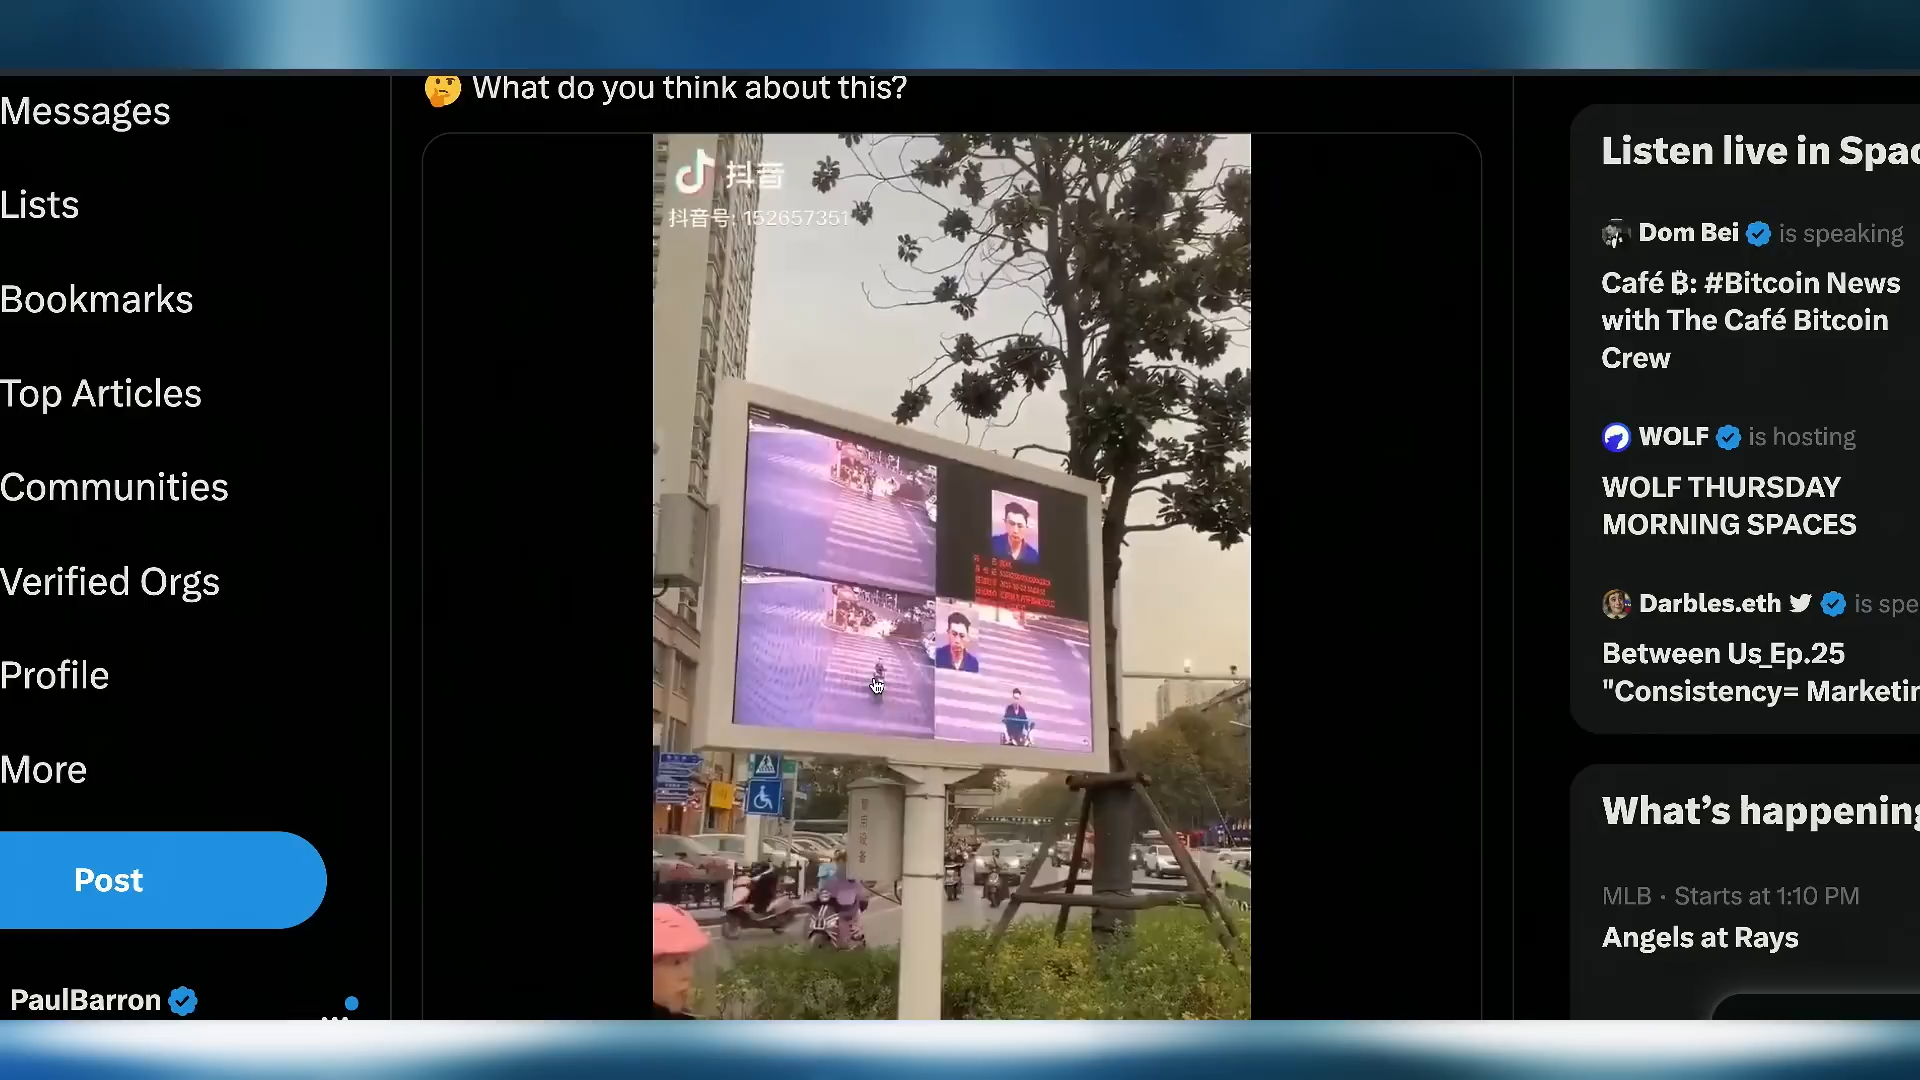 Messages
Lists
Bookmarks
Top Articles
Communities
Verified Orgs
Profile
More
Post
PaulBarron
🤔 What do you think about this?
抖音
抖音号: 152657351
Listen live in Spac
Dom Bei is speaking
Café ₿: #Bitcoin News
with The Café Bitcoin
Crew
WOLF is hosting
WOLF THURSDAY
MORNING SPACES
Darbles.eth is spe
Between Us_Ep.25
"Consistency= Marketin
What's happening
MLB · Starts at 1:10 PM
Angels at Rays